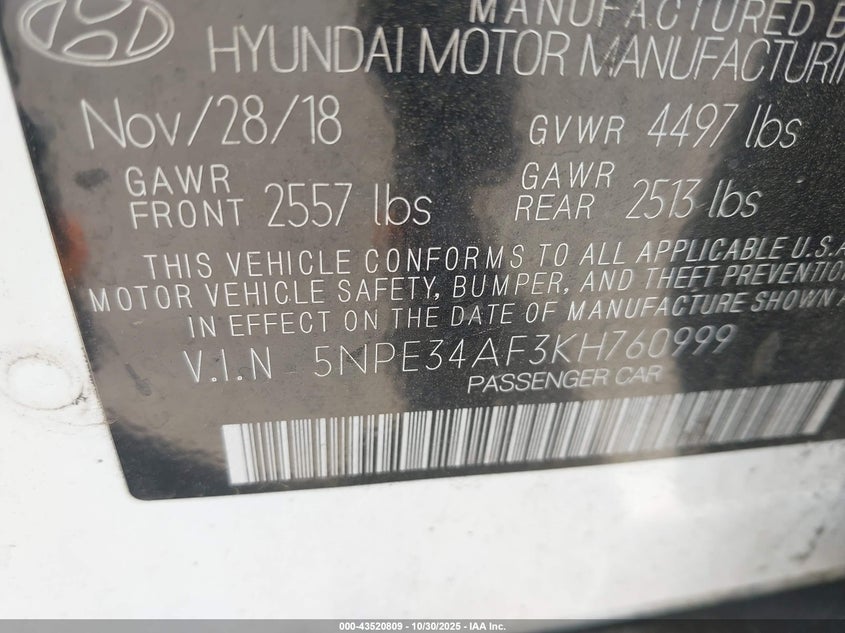 MANUFACTURED B
HYUNDAI MOTOR MANUFACTURIN
Nov/28/18 GVWR 4497 lbs
GAWR FRONT 2557 lbs GAWR REAR 2513 lbs
THIS VEHICLE CONFORMS TO ALL APPLICABLE U.S.A
MOTOR VEHICLE SAFETY, BUMPER, AND THEFT PREVENTION
IN EFFECT ON THE DATE OF MANUFACTURE SHOWN A
V.I.N 5NPE34AF3KH760999
PASSENGER CAR
000-43520809 - 10/30/2025 - IAA Inc.